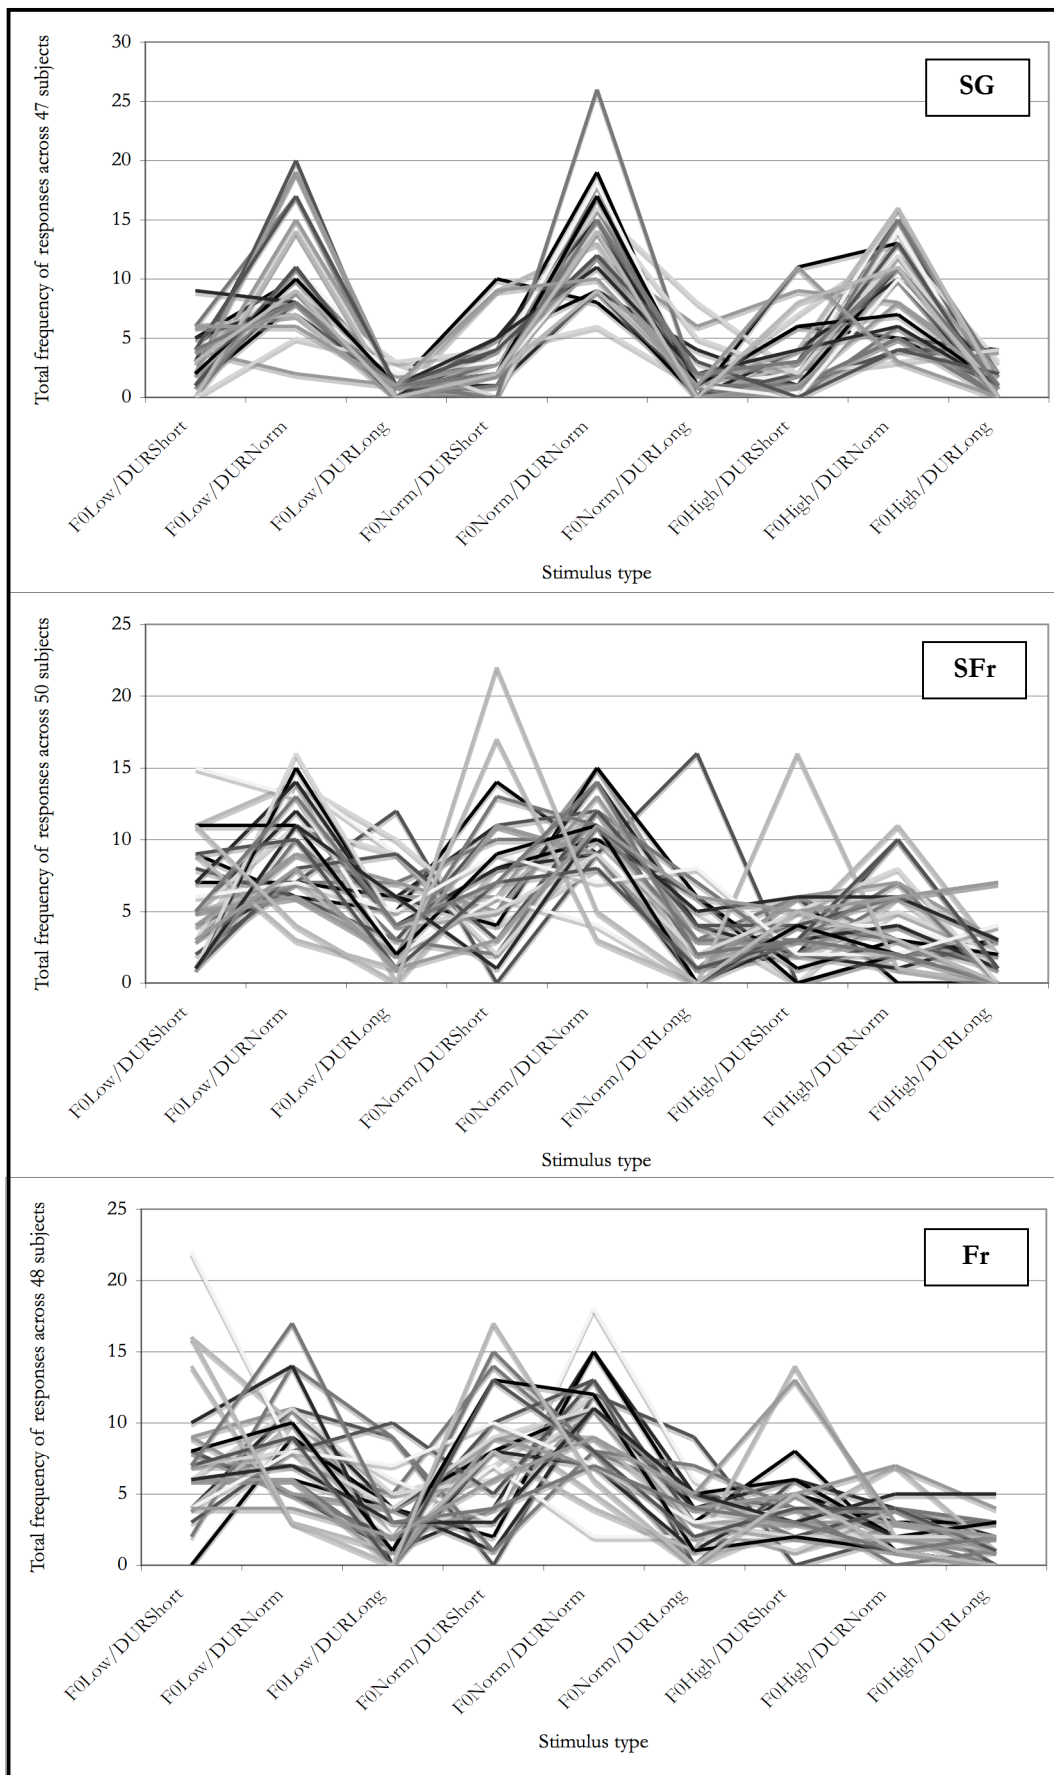 Total frequency of responses across 47 subjects
30
25
20
15
10
5
0
SG
F0Low/DURShort
F0Low/DURNorm
F0Low/DURLong
F0Norm/DURShort
F0Norm/DURNorm
F0Norm/DURLong
F0High/DURShort
F0High/DURNorm
F0High/DURLong
Stimulus type
Total frequency of responses across 50 subjects
25
20
15
10
5
0
SFr
F0Low/DURShort
F0Low/DURNorm
F0Low/DURLong
F0Norm/DURShort
F0Norm/DURNorm
F0Norm/DURLong
F0High/DURShort
F0High/DURNorm
F0High/DURLong
Stimulus type
Total frequency of responses across 48 subjects
25
20
15
10
5
0
Fr
F0Low/DURShort
F0Low/DURNorm
F0Low/DURLong
F0Norm/DURShort
F0Norm/DURNorm
F0Norm/DURLong
F0High/DURShort
F0High/DURNorm
F0High/DURLong
Stimulus type